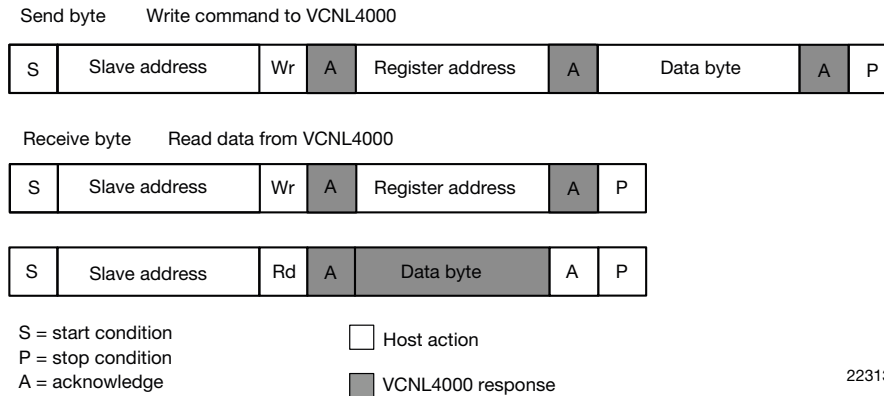 Send byte Write command to VCNL4000
S Slave address Wr A Register address A Data byte A P
Receive byte Read data from VCNL4000
S Slave address Wr A Register address A P
S Slave address Rd A Data byte A P
S = start condition
P = stop condition
A = acknowledge
Host action
VCNL4000 response